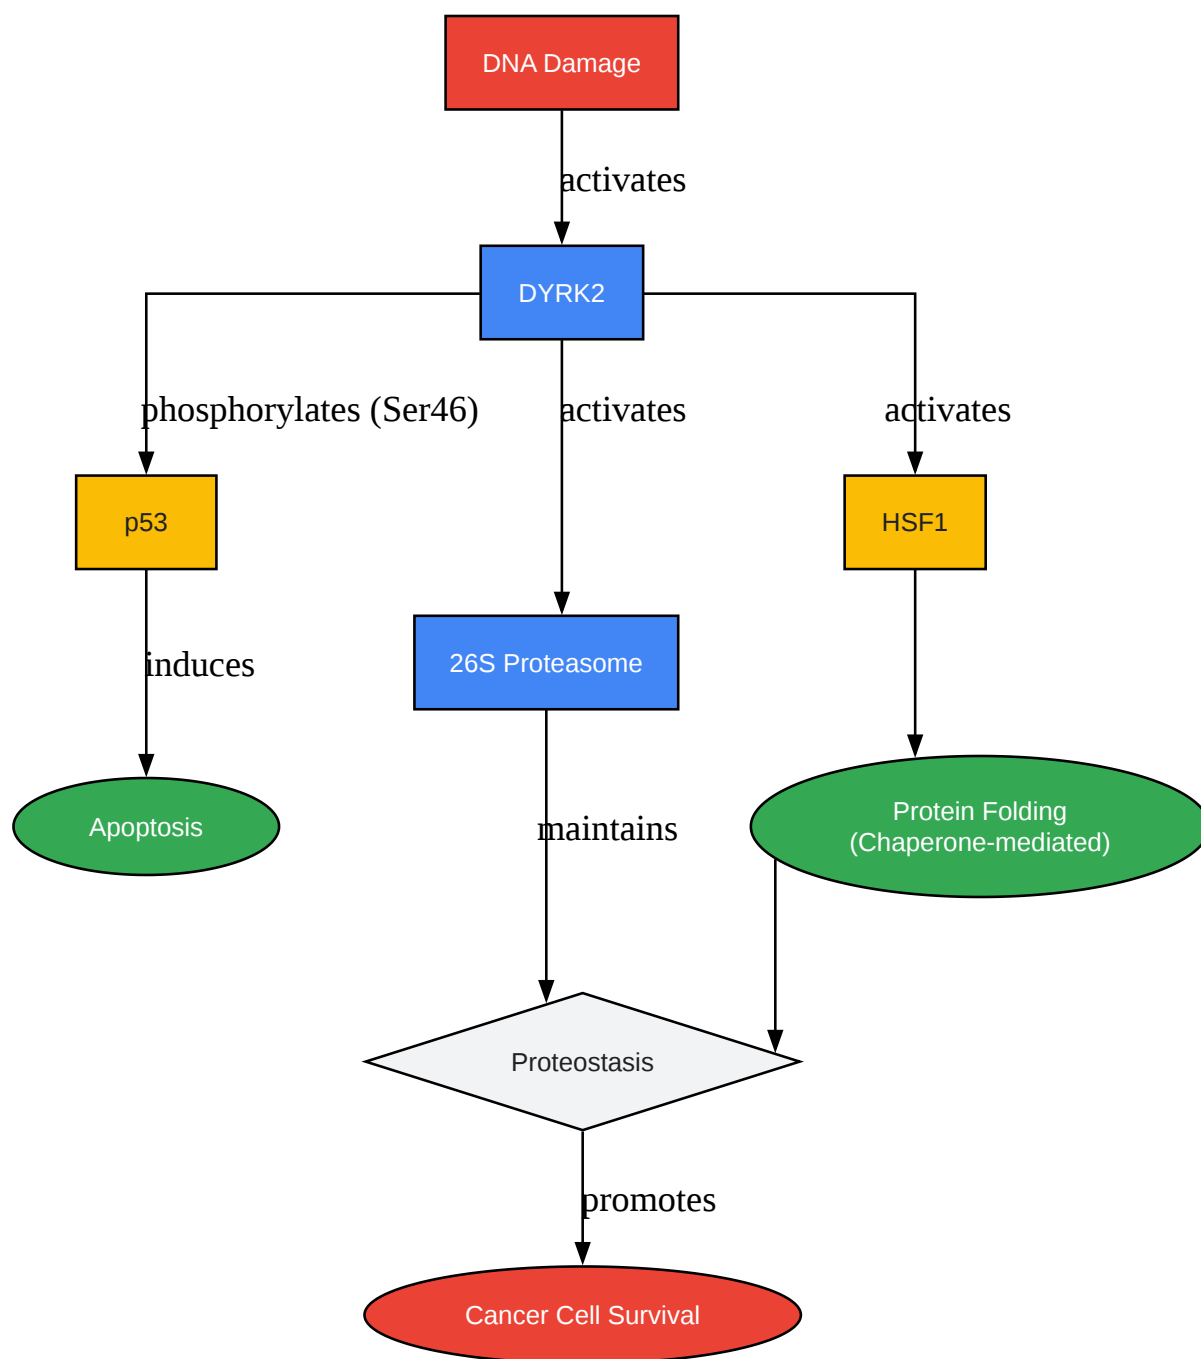 DNA Damage
activates
DYRK2
phosphorylates (Ser46)
activates
activates
p53
HSF1
induces
26S Proteasome
Apoptosis
maintains
Protein Folding
(Chaperone-mediated)
Proteostasis
promotes
Cancer Cell Survival